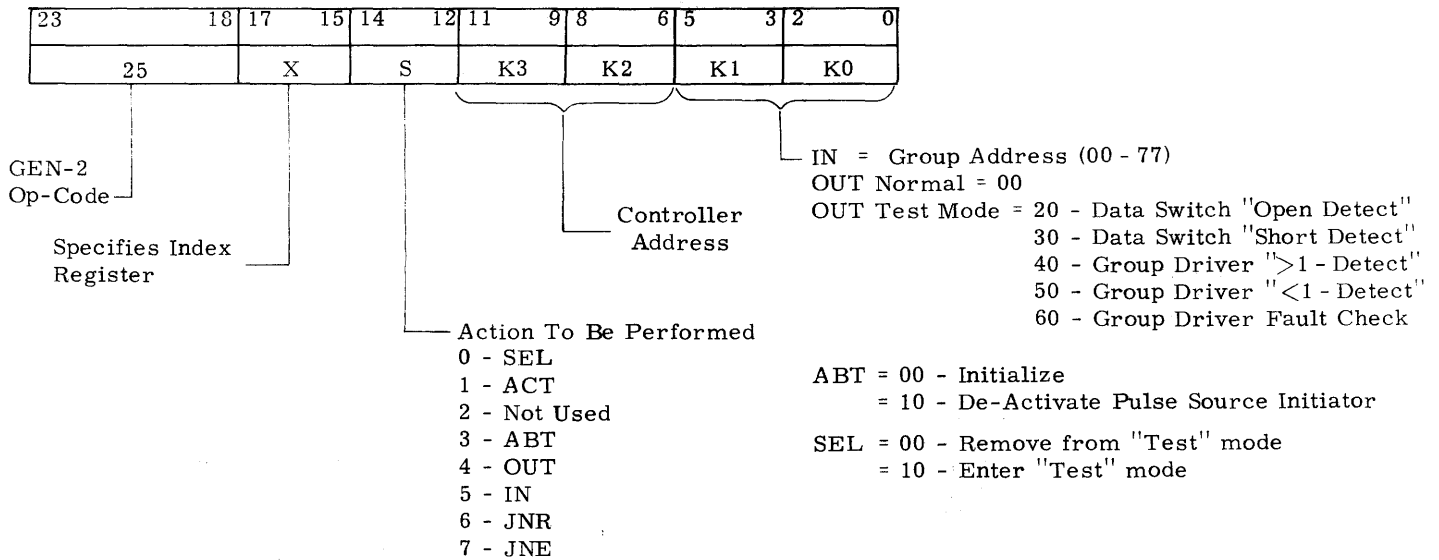 23 18 17 15 14 12 11 9 8 6 5 3 2 0
25 X S K3 K2 K1 K0
GEN-2
Op-Code
Specifies Index
Register
Controller
Address
IN = Group Address (00 - 77)
OUT Normal = 00
OUT Test Mode = 20 - Data Switch "Open Detect"
30 - Data Switch "Short Detect"
40 - Group Driver ">1 - Detect"
50 - Group Driver "<1 - Detect"
60 - Group Driver Fault Check
Action To Be Performed
0 - SEL
1 - ACT
2 - Not Used
3 - ABT
4 - OUT
5 - IN
6 - JNR
7 - JNE
ABT = 00 - Initialize
= 10 - De-Activate Pulse Source Initiator
SEL = 00 - Remove from "Test" mode
= 10 - Enter "Test" mode